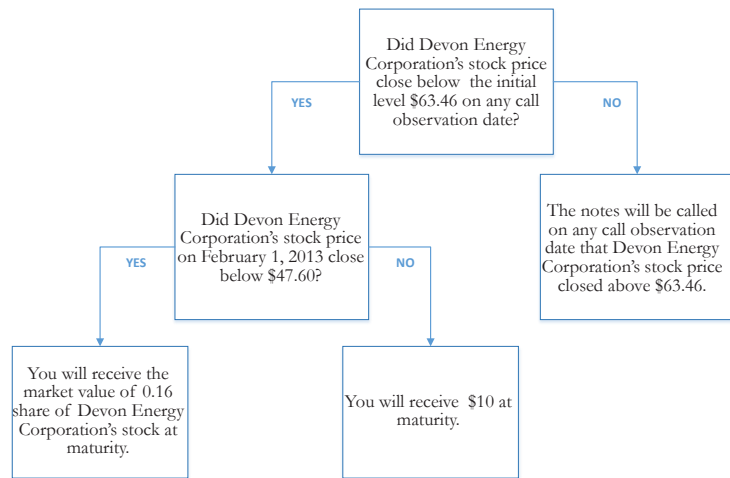 Did Devon Energy
Corporation's stock price
close below the initial
level $63.46 on any call
observation date?
YES
NO
Did Devon Energy
Corporation's stock price
on February 1, 2013 close
below $47.60?
The notes will be called
on any call observation
date that Devon Energy
Corporation's stock price
closed above $63.46.
YES
NO
You will receive the
market value of 0.16
share of Devon Energy
Corporation's stock at
maturity.
You will receive $10 at
maturity.